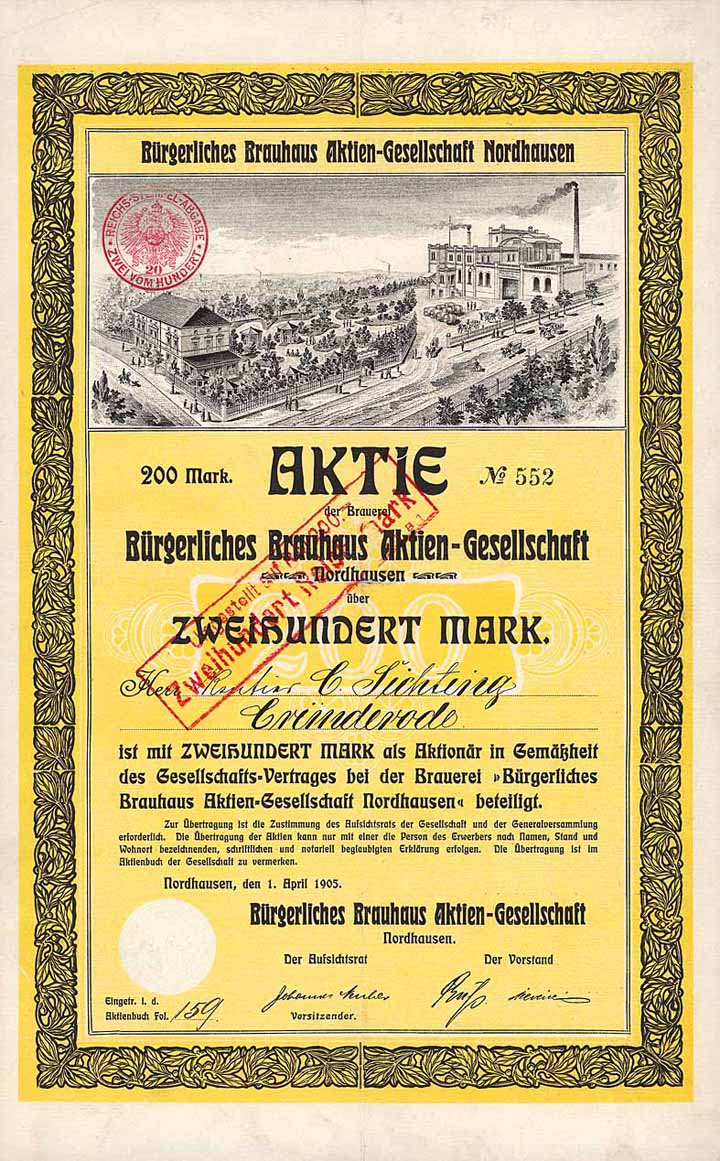 Bürgerliches Brauhaus Aktien-Gesellschaft Nordhausen
REICHS-STEMPEL-ABGABE
20
ZWEI VOM HUNDERT
200 Mark. AKTIE № 552
der Brauerei
Bürgerliches Brauhaus Aktien-Gesellschaft
Nordhausen
über
200
ZWEIHUNDERT MARK.
Zweihundert Reichsmark
Herr Rentier C. Sichting
Gründerode
ist mit ZWEIHUNDERT MARK als Aktionär in Gemäßheit
des Gesellschafts-Vertrages bei der Brauerei »Bürgerliches
Brauhaus Aktien-Gesellschaft Nordhausen« beteiligt.
Zur Übertragung ist die Zustimmung des Aufsichtsrats der Gesellschaft und der Generalversammlung
erforderlich. Die Übertragung der Aktien kann nur mit einer die Person des Erwerbers nach Namen, Stand und
Wohnort bezeichnenden, schriftlichen und notariell beglaubigten Erklärung erfolgen. Die Übertragung ist im
Aktienbuch der Gesellschaft zu vermerken.
Nordhausen, den 1. April 1905.
Bürgerliches Brauhaus Aktien-Gesellschaft
Nordhausen.
Der Aufsichtsrat Der Vorstand
Eingetr. i. d.
Aktienbuch Fol. 159.
Johannes
Vorsitzender.